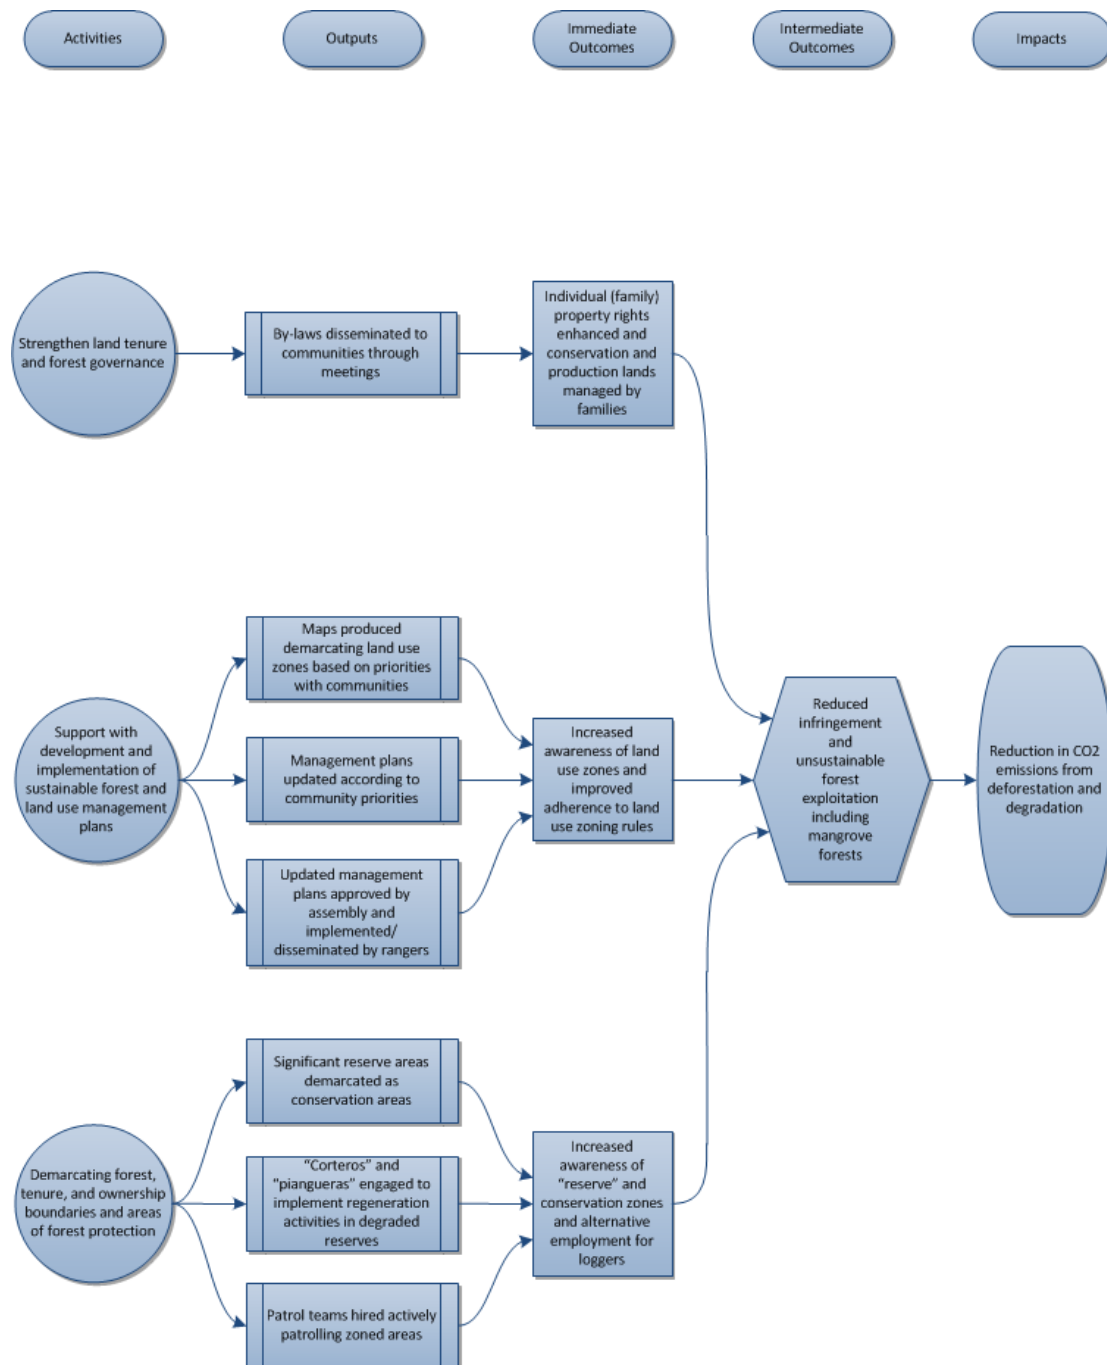 Activities
Outputs
Immediate
Outcomes
Intermediate
Outcomes
Impacts
Strengthen land tenure
and forest governance
By-laws disseminated to
communities through
meetings
Individual (family)
property rights
enhanced and
conservation and
production lands
managed by
families
Support with
development and
implementation of
sustainable forest and
land use management
plans
Maps produced
demarcating land use
zones based on priorities
with communities
Management plans
updated according to
community priorities
Updated management
plans approved by
assembly and
implemented/
disseminated by rangers
Increased
awareness of land
use zones and
improved
adherence to land
use zoning rules
Reduced
infringement
and
unsustainable
forest
exploitation
including
mangrove
forests
Reduction in CO2
emissions from
deforestation and
degradation
Demarcating forest,
tenure, and ownership
boundaries and areas
of forest protection
Significant reserve areas
demarcated as
conservation areas
“Corteros” and
“piangueras” engaged to
implement regeneration
activities in degraded
reserves
Patrol teams hired actively
patrolling zoned areas
Increased
awareness of
“reserve” and
conservation zones
and alternative
employment for
loggers